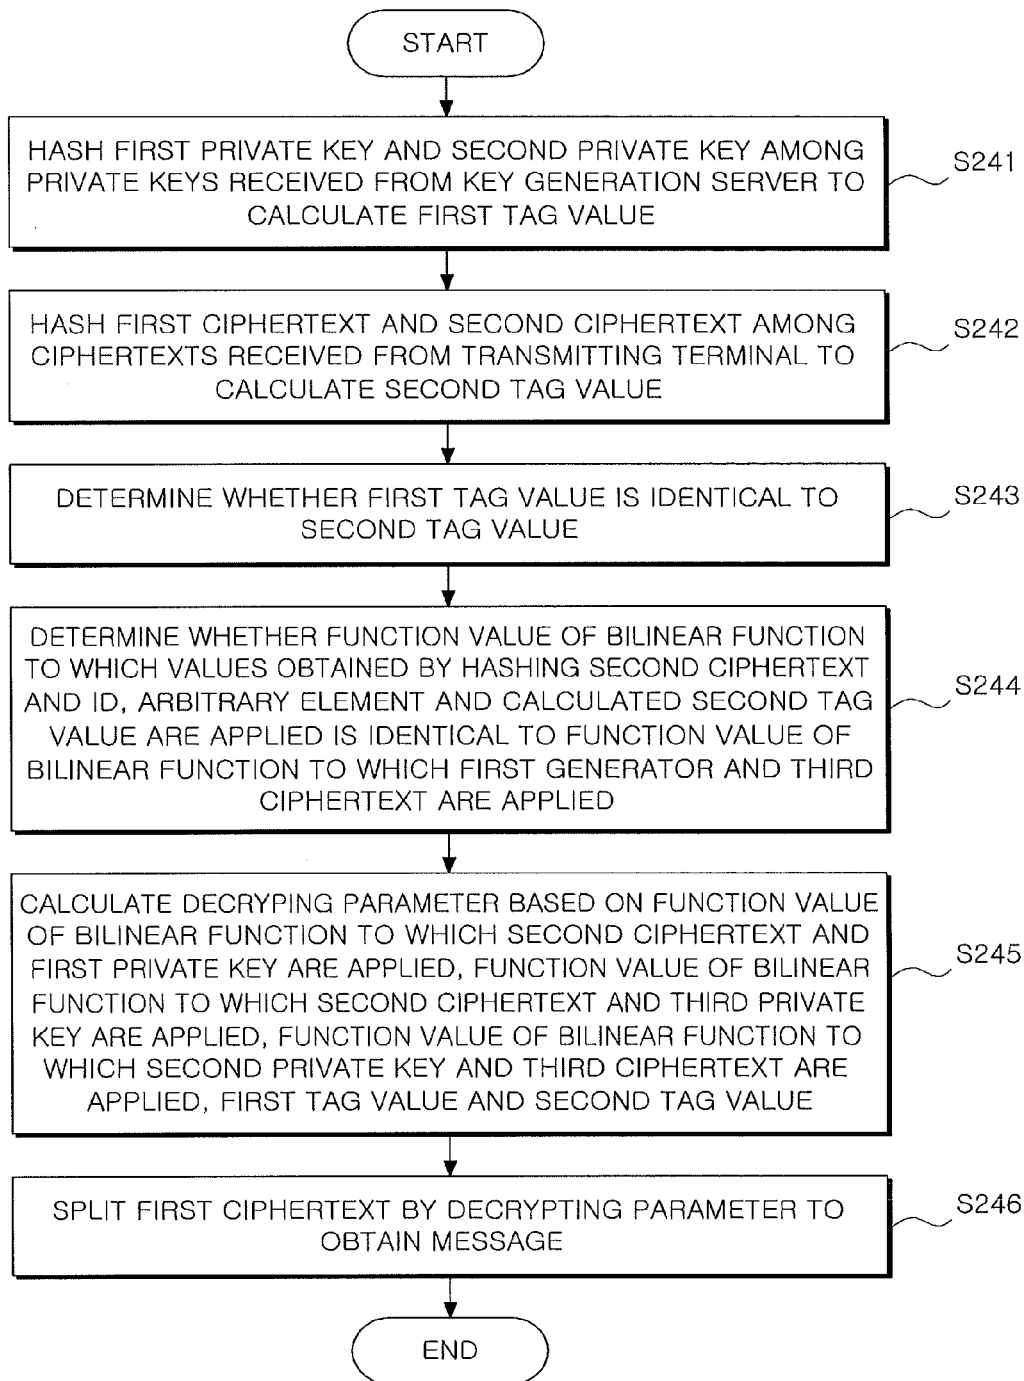 START
HASH FIRST PRIVATE KEY AND SECOND PRIVATE KEY AMONG
PRIVATE KEYS RECEIVED FROM KEY GENERATION SERVER TO
CALCULATE FIRST TAG VALUE
S241
HASH FIRST CIPHERTEXT AND SECOND CIPHERTEXT AMONG
CIPHERTEXTS RECEIVED FROM TRANSMITTING TERMINAL TO
CALCULATE SECOND TAG VALUE
S242
DETERMINE WHETHER FIRST TAG VALUE IS IDENTICAL TO
SECOND TAG VALUE
S243
DETERMINE WHETHER FUNCTION VALUE OF BILINEAR FUNCTION
TO WHICH VALUES OBTAINED BY HASHING SECOND CIPHERTEXT
AND ID, ARBITRARY ELEMENT AND CALCULATED SECOND TAG
VALUE ARE APPLIED IS IDENTICAL TO FUNCTION VALUE OF
BILINEAR FUNCTION TO WHICH FIRST GENERATOR AND THIRD
CIPHERTEXT ARE APPLIED
S244
CALCULATE DECRYPING PARAMETER BASED ON FUNCTION VALUE
OF BILINEAR FUNCTION TO WHICH SECOND CIPHERTEXT AND
FIRST PRIVATE KEY ARE APPLIED, FUNCTION VALUE OF BILINEAR
FUNCTION TO WHICH SECOND CIPHERTEXT AND THIRD PRIVATE
KEY ARE APPLIED, FUNCTION VALUE OF BILINEAR FUNCTION TO
WHICH SECOND PRIVATE KEY AND THIRD CIPHERTEXT ARE
APPLIED, FIRST TAG VALUE AND SECOND TAG VALUE
S245
SPLIT FIRST CIPHERTEXT BY DECRYPTING PARAMETER TO
OBTAIN MESSAGE
S246
END